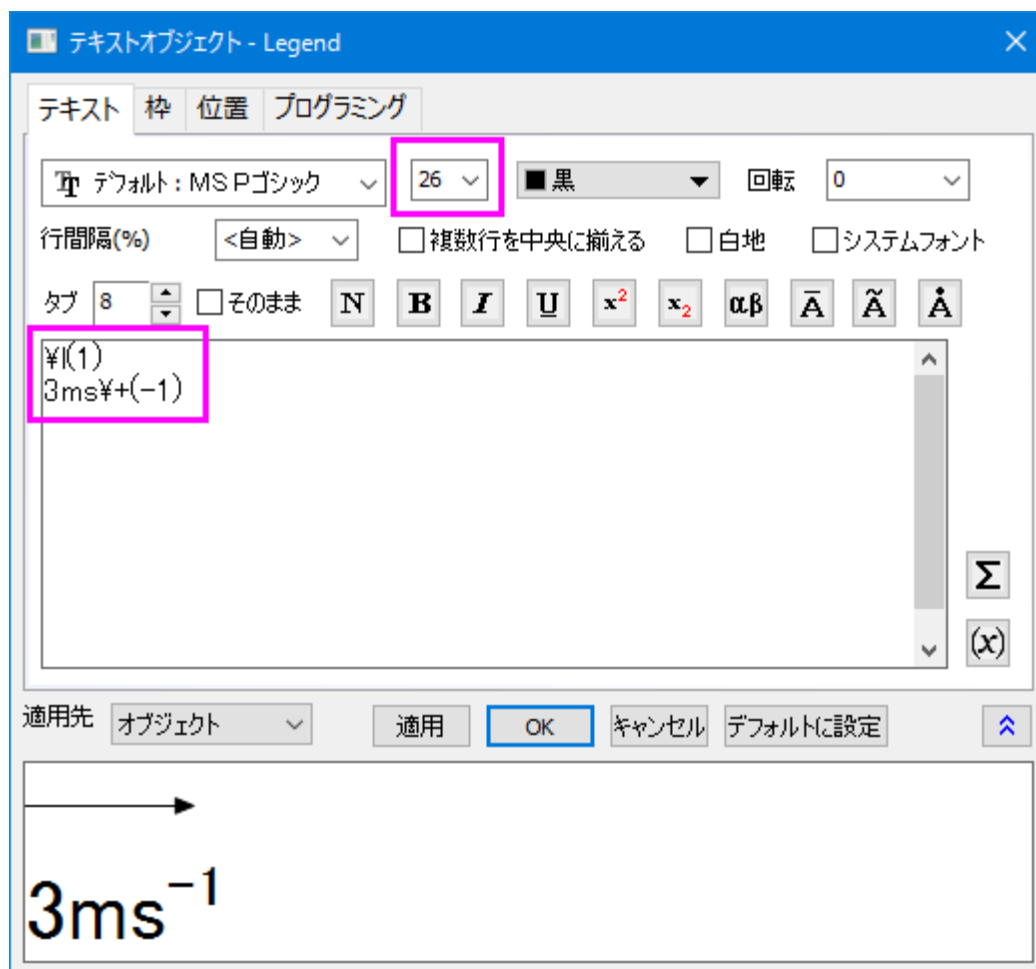 テキストオブジェクト - Legend
テキスト 枠 位置 プログラミング
デフォルト : MS Pゴシック 26 黒 回転 0
行間隔(%) <自動> 複数行を中央に揃える 白地 システムフォント
タブ 8 そのまま N B I U x² x₂ αβ Ā Ã Å
¥l(1)
3ms¥+(-1)
Σ
(x)
適用先 オブジェクト 適用 OK キャンセル デフォルトに設定
3ms⁻¹